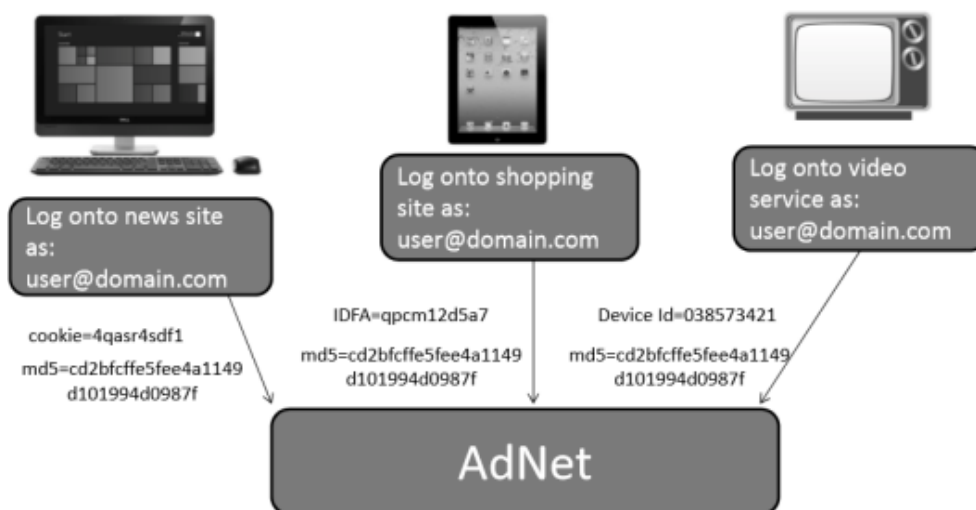 Start
DELL
Log onto news site
as:
user@domain.com
Log onto shopping
site as:
user@domain.com
Log onto video
service as:
user@domain.com
cookie=4qasr4sdf1
md5=cd2bfcffe5fee4a1149
d101994d0987f
IDFA=qpcm12d5a7
md5=cd2bfcffe5fee4a1149
d101994d0987f
Device Id=038573421
md5=cd2bfcffe5fee4a1149
d101994d0987f
AdNet